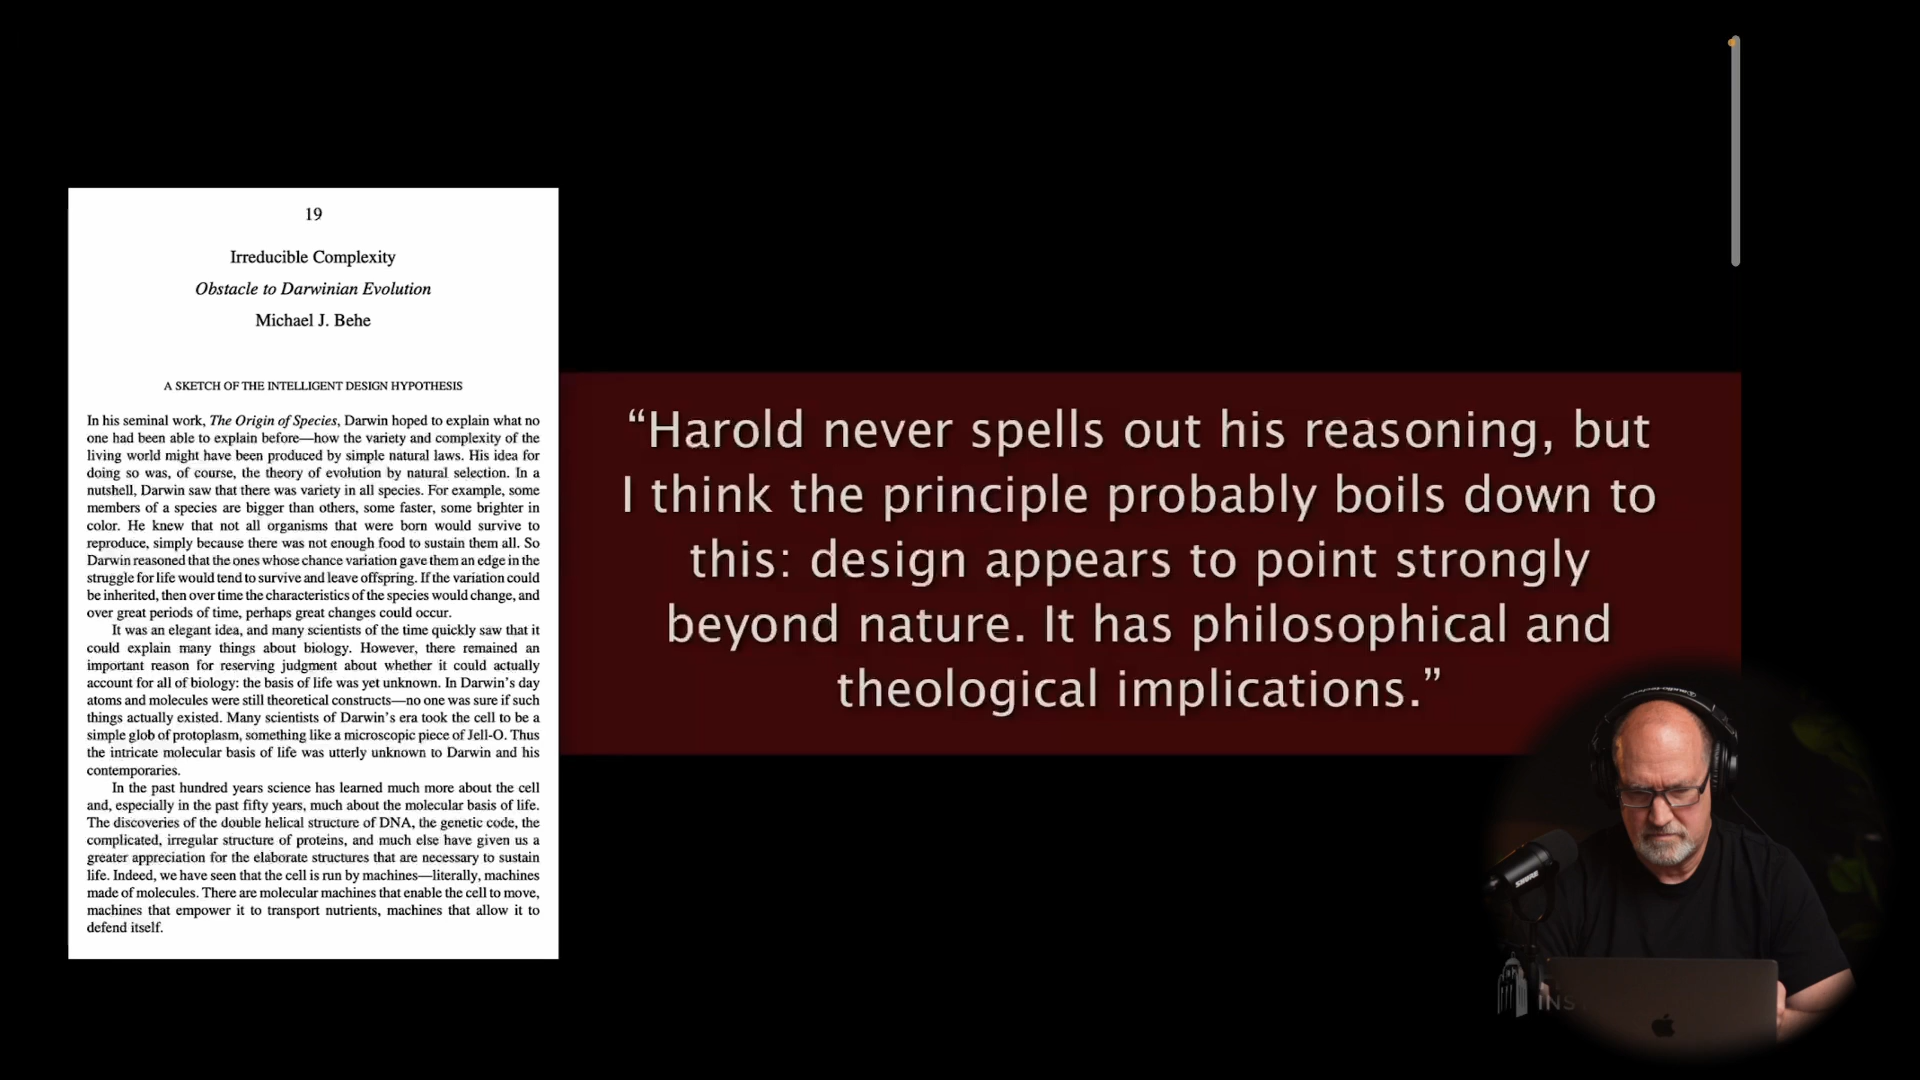 19
Irreducible Complexity
Obstacle to Darwinian Evolution
Michael J. Behe
A SKETCH OF THE INTELLIGENT DESIGN HYPOTHESIS
In his seminal work, The Origin of Species, Darwin hoped to explain what no
one had been able to explain before—how the variety and complexity of the
living world might have been produced by simple natural laws. His idea for
doing so was, of course, the theory of evolution by natural selection. In a
nutshell, Darwin saw that there was variety in all species. For example, some
members of a species are bigger than others, some faster, some brighter in
color. He knew that not all organisms that were born would survive to
reproduce, simply because there was not enough food to sustain them all. So
Darwin reasoned that the ones whose chance variation gave them an edge in the
struggle for life would tend to survive and leave offspring. If the variation could
be inherited, then over time the characteristics of the species would change, and
over great periods of time, perhaps great changes could occur.
It was an elegant idea, and many scientists of the time quickly saw that it
could explain many things about biology. However, there remained an
important reason for reserving judgment about whether it could actually
account for all of biology: the basis of life was yet unknown. In Darwin's day
atoms and molecules were still theoretical constructs—no one was sure if such
things actually existed. Many scientists of Darwin's era took the cell to be a
simple glob of protoplasm, something like a microscopic piece of Jell-O. Thus
the intricate molecular basis of life was utterly unknown to Darwin and his
contemporaries.
In the past hundred years science has learned much more about the cell
and, especially in the past fifty years, much about the molecular basis of life.
The discoveries of the double helical structure of DNA, the genetic code, the
complicated, irregular structure of proteins, and much else have given us a
greater appreciation for the elaborate structures that are necessary to sustain
life. Indeed, we have seen that the cell is run by machines—literally, machines
made of molecules. There are molecular machines that enable the cell to move,
machines that empower it to transport nutrients, machines that allow it to
defend itself.
“Harold never spells out his reasoning, but
I think the principle probably boils down to
this: design appears to point strongly
beyond nature. It has philosophical and
theological implications.”
SHURE
INS